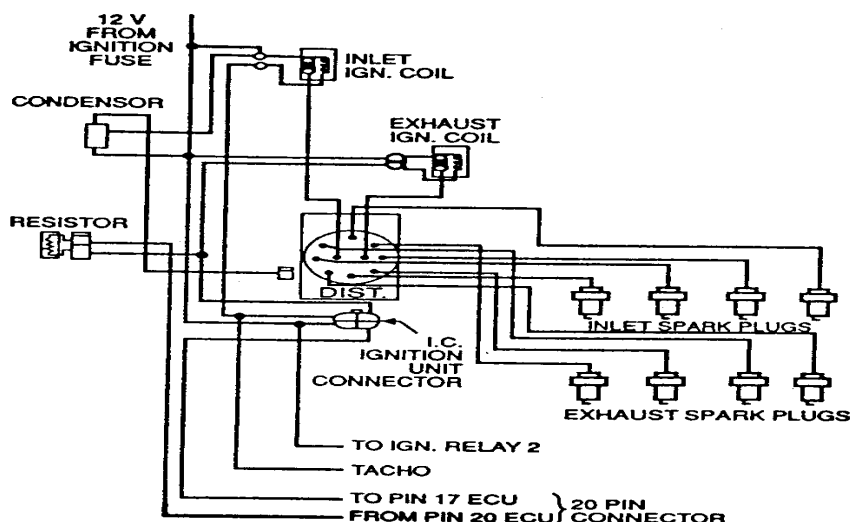 12 V
FROM
IGNITION
FUSE
INLET
IGN. COIL
CONDENSOR
EXHAUST
IGN. COIL
RESISTOR
DIST.
I.C.
IGNITION
UNIT
CONNECTOR
INLET SPARK PLUGS
EXHAUST SPARK PLUGS
TO IGN. RELAY 2
TACHO
TO PIN 17 ECU
FROM PIN 20 ECU
20 PIN
CONNECTOR